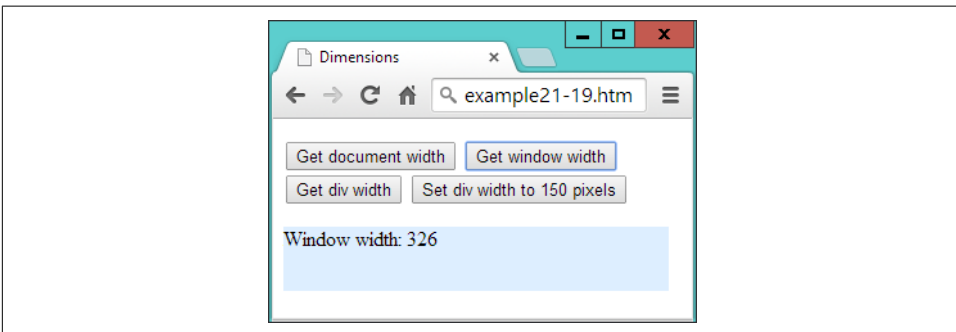 Dimensions
example21-19.htm
Get document width Get window width
Get div width Set div width to 150 pixels
Window width: 326